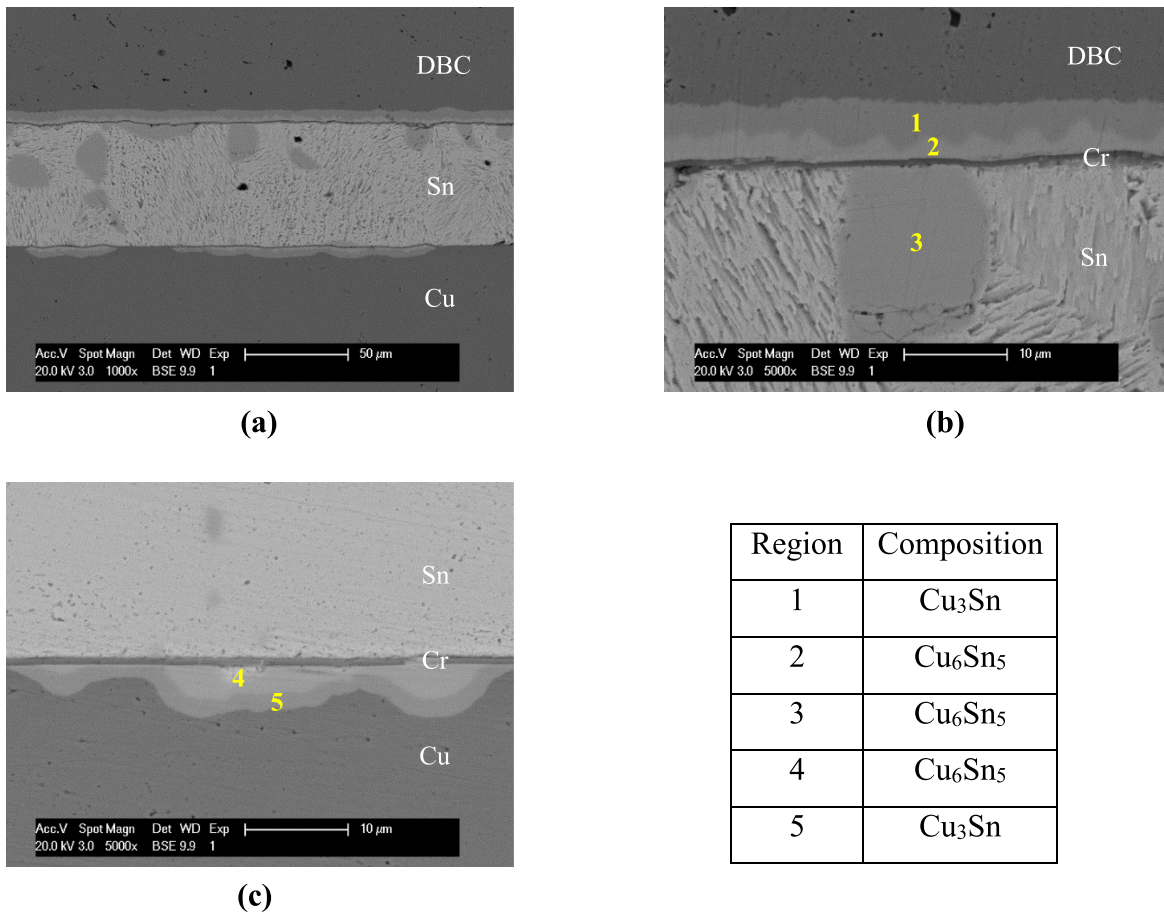 DBC
Sn
Cu
Acc.V Spot Magn Det WD Exp 50 µm
20.0 kV 3.0 1000x BSE 9.9 1
(a)
DBC
1
2
Cr
3
Sn
Acc.V Spot Magn Det WD Exp 10 µm
20.0 kV 3.0 5000x BSE 9.9 1
(b)
Sn
Cr
4
5
Cu
Acc.V Spot Magn Det WD Exp 10 µm
20.0 kV 3.0 5000x BSE 9.9 1
(c)
Region Composition
1 Cu₃Sn
2 Cu₆Sn₅
3 Cu₆Sn₅
4 Cu₆Sn₅
5 Cu₃Sn